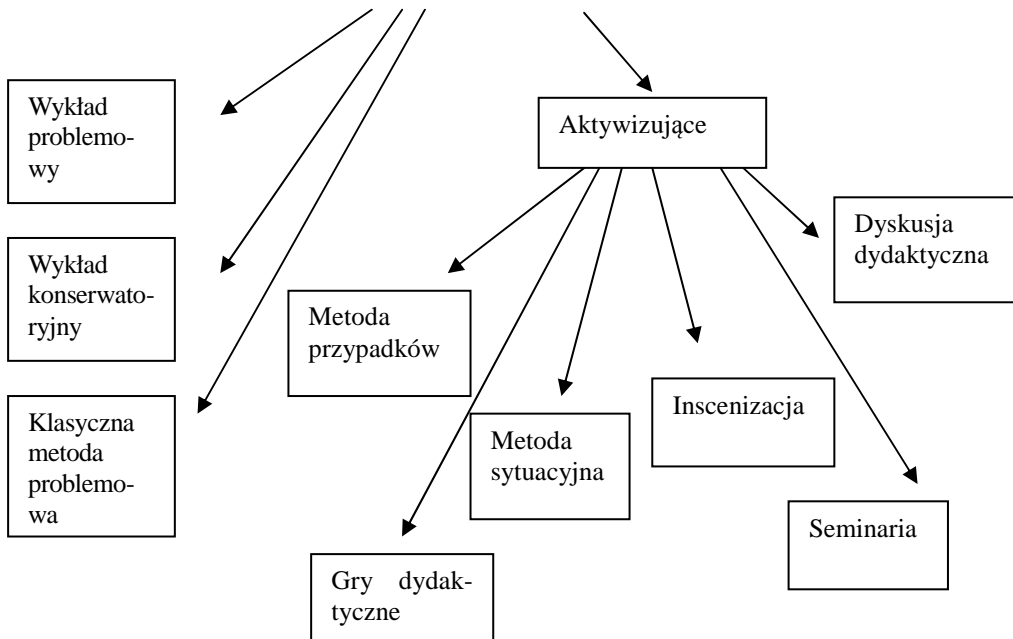 Wykład
problemo-
wy
Wykład
konserwato-
ryjny
Klasyczna
metoda
problemo-
wa
Aktywizujące
Metoda
przypadków
Gry dydak-
tyczne
Metoda
sytuacyjna
Inscenizacja
Seminaria
Dyskusja
dydaktyczna